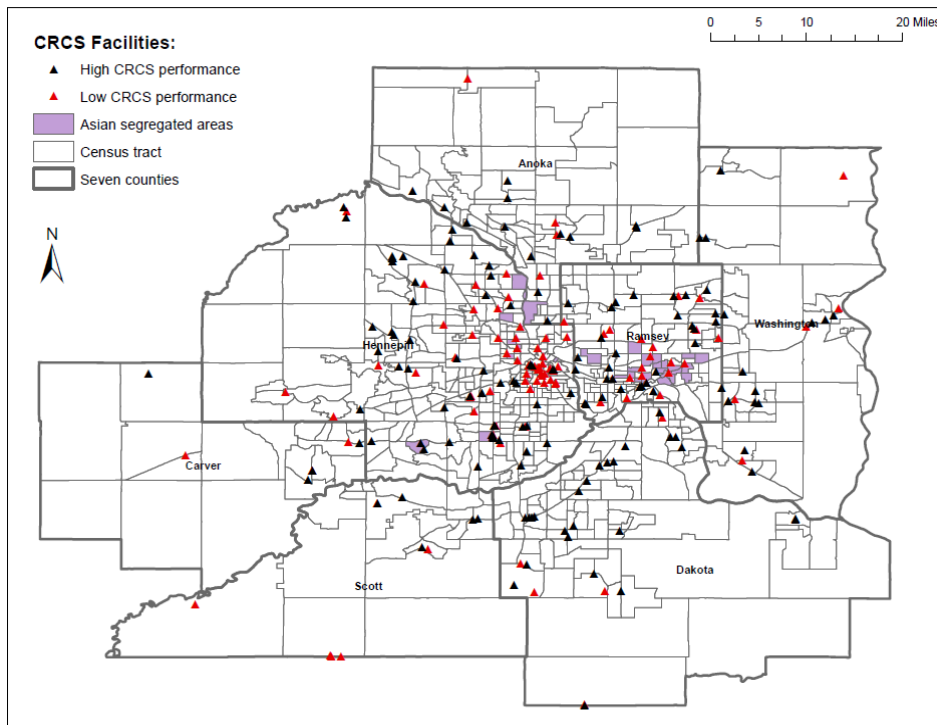 0 5 10 20 Miles
CRCS Facilities:
High CRCS performance
Low CRCS performance
Asian segregated areas
Census tract
Seven counties
N
Anoka
Hennepin
Ramsey
Washington
Carver
Scott
Dakota